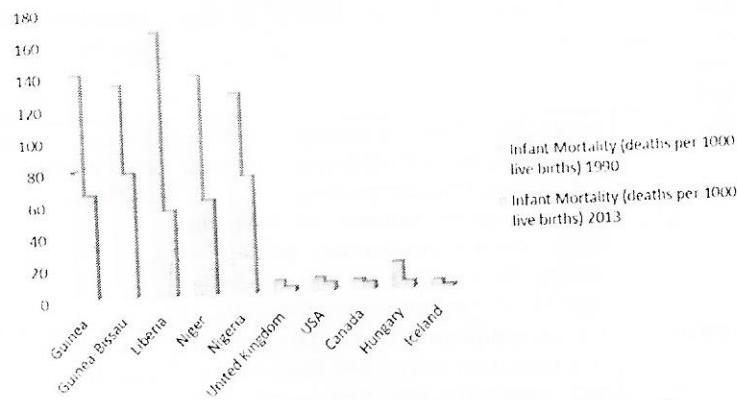 180
160
140
120
100
80
60
40
20
0
Guinea
Guinea-Bissau
Liberia
Niger
Nigeria
United Kingdom
USA
Canada
Hungary
Iceland
Infant Mortality (deaths per 1000
live births) 1990
Infant Mortality (deaths per 1000
live births) 2013